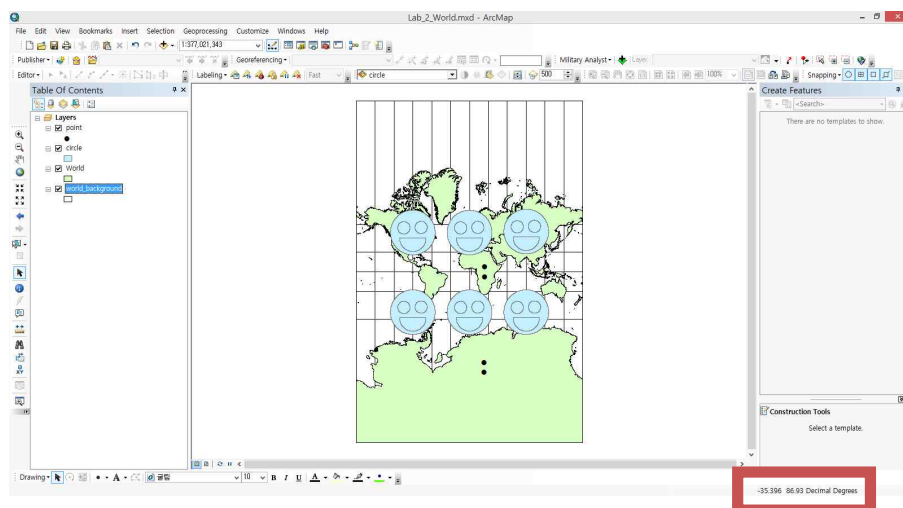 Lab_2_World.mxd - ArcMap
File Edit View Bookmarks Insert Selection Geoprocessing Customize Windows Help
1:377,021,343
Publisher Georeferencing Military Analyst Layer:
Editor Labeling Fast circle 500 100% Snapping
Table Of Contents
Create Features
<Search>
There are no templates to show.
Layers
point
circle
World
world_background
Construction Tools
Select a template.
Drawing A 굴림 10 B I U A
-35.396 86.93 Decimal Degrees